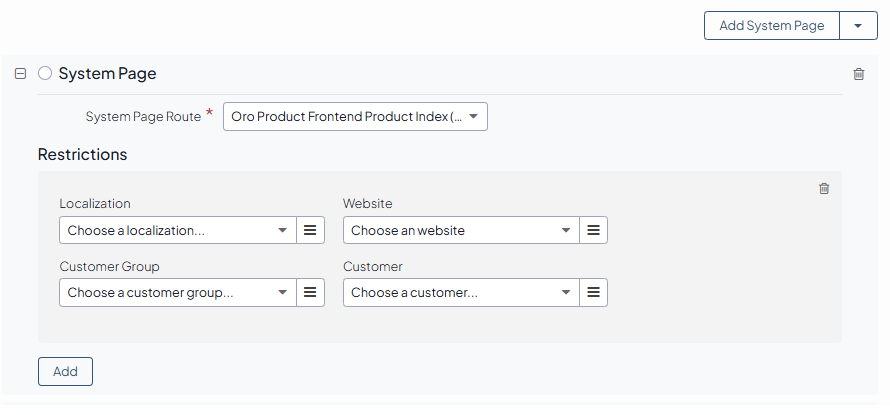 Add System Page
System Page
System Page Route * Oro Product Frontend Product Index (...
Restrictions
Localization Website
Choose a localization... Choose an website
Customer Group Customer
Choose a customer group... Choose a customer...
Add